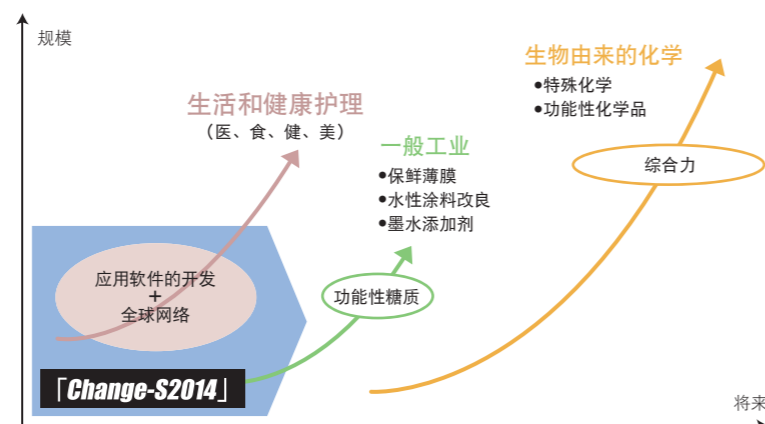 规模
生物由来的化学
•特殊化学
•功能性化学品
生活和健康护理
（医、食、健、美）
一般工业
•保鲜薄膜
•水性涂料改良
•墨水添加剂
综合力
应用软件的开发
+
全球网络
功能性糖质
「Change-S2014」
将来